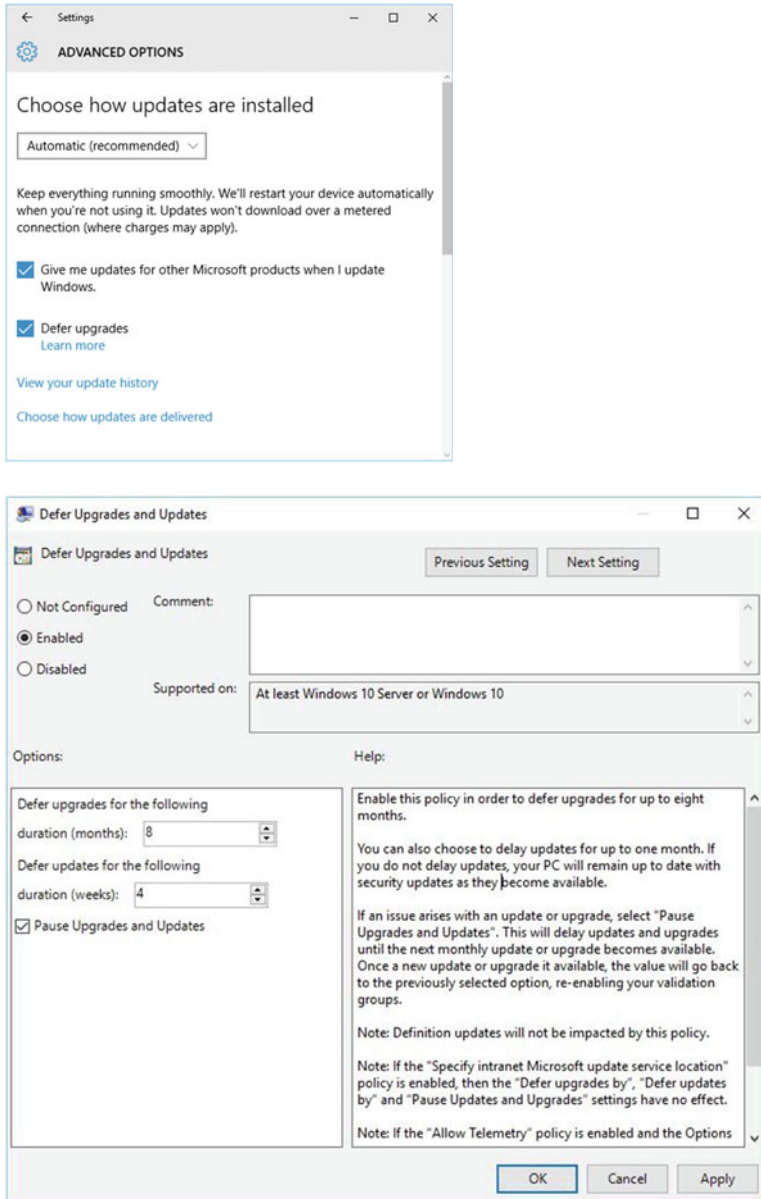 Settings
ADVANCED OPTIONS
Choose how updates are installed
Automatic (recommended)
Keep everything running smoothly. We'll restart your device automatically
when you're not using it. Updates won't download over a metered
connection (where charges may apply).
Give me updates for other Microsoft products when I update
Windows.
Defer upgrades
Learn more
View your update history
Choose how updates are delivered
Defer Upgrades and Updates
Defer Upgrades and Updates
Previous Setting
Next Setting
Not Configured
Comment:
Enabled
Disabled
Supported on:
At least Windows 10 Server or Windows 10
Options:
Help:
Defer upgrades for the following
duration (months): 8
Defer updates for the following
duration (weeks): 4
Pause Upgrades and Updates
Enable this policy in order to defer upgrades for up to eight
months.
You can also choose to delay updates for up to one month. If
you do not delay updates, your PC will remain up to date with
security updates as they become available.
If an issue arises with an update or upgrade, select "Pause
Upgrades and Updates". This will delay updates and upgrades
until the next monthly update or upgrade becomes available.
Once a new update or upgrade it available, the value will go back
to the previously selected option, re-enabling your validation
groups.
Note: Definition updates will not be impacted by this policy.
Note: If the "Specify intranet Microsoft update service location"
policy is enabled, then the "Defer upgrades by", "Defer updates
by" and "Pause Updates and Upgrades" settings have no effect.
Note: If the "Allow Telemetry" policy is enabled and the Options
OK
Cancel
Apply